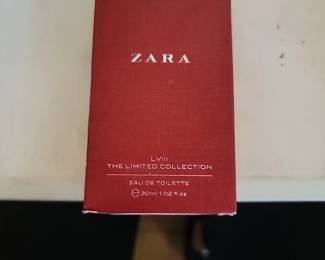 ZARA
LVIII
THE LIMITED COLLECTION
EAU DE TOILETTE
℮ 30ml 1.02 fl.oz